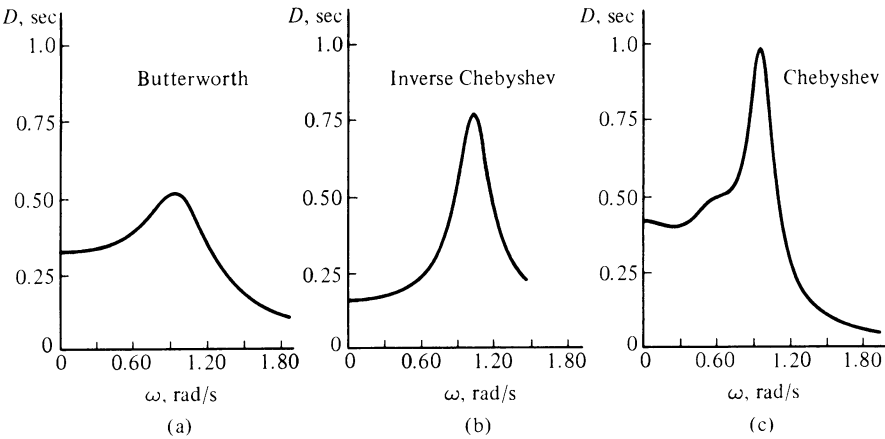 D, sec
1.0
0.75
0.50
0.25
0
Butterworth
0 0.60 1.20 1.80
ω, rad/s
(a)
D, sec
1.0
0.75
0.50
0.25
0
Inverse Chebyshev
0 0.60 1.20 1.80
ω, rad/s
(b)
D, sec
1.0
0.75
0.50
0.25
0
Chebyshev
0 0.60 1.20 1.80
ω, rad/s
(c)